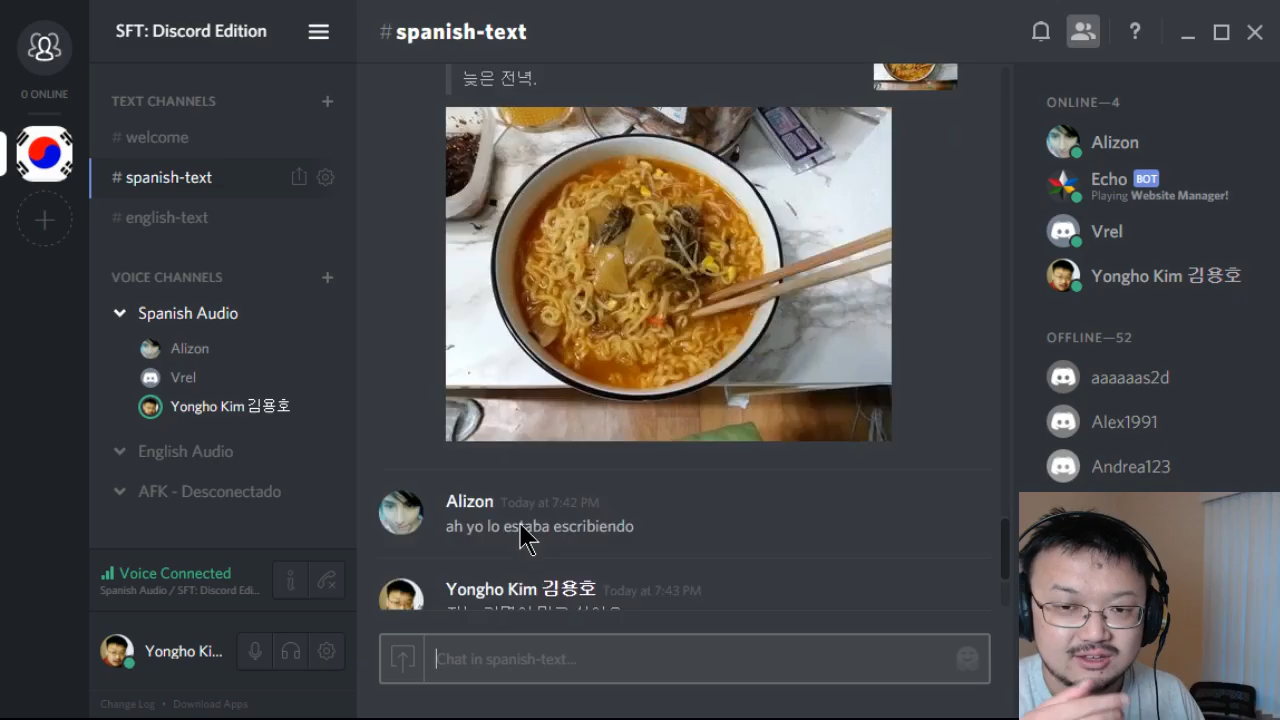 SFT: Discord Edition
# spanish-text
0 ONLINE
TEXT CHANNELS
# welcome
# spanish-text
# english-text
VOICE CHANNELS
Spanish Audio
Alizon
Vrel
Yongho Kim 김용호
English Audio
AFK - Desconectado
Voice Connected
Spanish Audio / SFT: Discord Edi...
Yongho Ki...
Change Log • Download Apps
늦은 전녁.
Alizon Today at 7:42 PM
ah yo lo estaba escribiendo
Yongho Kim 김용호 Today at 7:43 PM
Chat in spanish-text...
ONLINE—4
Alizon
Echo BOT
Playing Website Manager!
Vrel
Yongho Kim 김용호
OFFLINE—52
aaaaaas2d
Alex1991
Andrea123